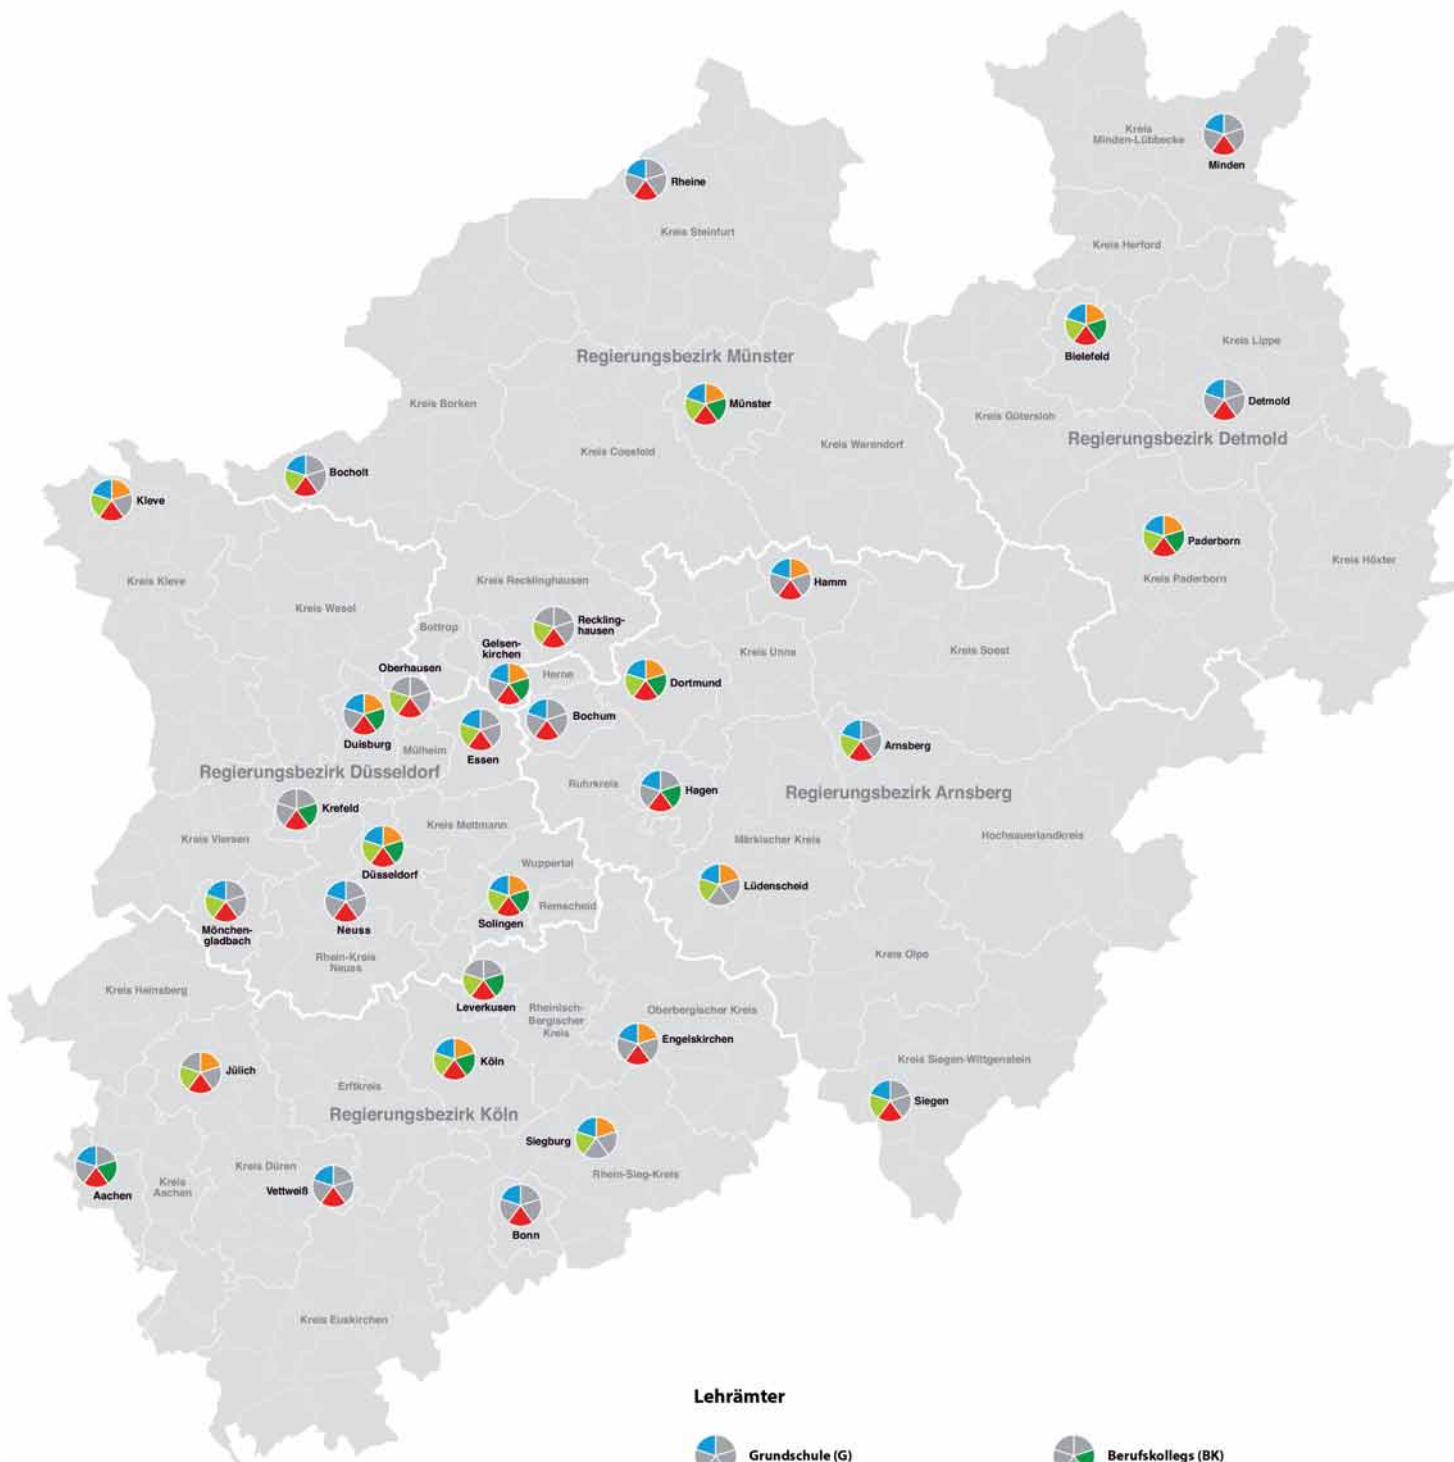 Kreis
Minden-Lübbecke
Minden
Rheine
Kreis Steinfurt
Kreis Herford
Bielefeld
Kreis Lippe
Regierungsbezirk Münster
Münster
Detmold
Kreis Borken
Kreis Gütersloh
Regierungsbezirk Detmold
Kreis Warendorf
Kreis Coesfeld
Bocholt
Kleve
Paderborn
Kreis Höxter
Kreis Paderborn
Kreis Kleve
Kreis Recklinghausen
Hamm
Kreis Wesel
Bottrop
Reckling-
hausen
Gelsen-
kirchen
Kreis Unna
Kreis Soest
Oberhausen
Herne
Dortmund
Bochum
Duisburg
Mülheim
Essen
Arnsberg
Regierungsbezirk Düsseldorf
Ruhrkreis
Hagen
Regierungsbezirk Arnsberg
Krefeld
Kreis Viersen
Kreis Mettmann
Märkischer Kreis
Hochsauerlandkreis
Düsseldorf
Wuppertal
Lüdenscheid
Remscheid
Solingen
Mönchen-
gladbach
Neuss
Rhein-Kreis
Neuss
Kreis Olpe
Kreis Heinsberg
Leverkusen
Rheinisch-
Bergischer
Kreis
Oberbergischer Kreis
Engelskirchen
Köln
Kreis Siegen-Wittgenstein
Jülich
Erftkreis
Siegen
Regierungsbezirk Köln
Siegburg
Rhein-Sieg-Kreis
Kreis Düren
Kreis
Aachen
Aachen
Vettweiß
Bonn
Kreis Euskirchen
Lehrämter
Grundschule (G)
Berufskollegs (BK)